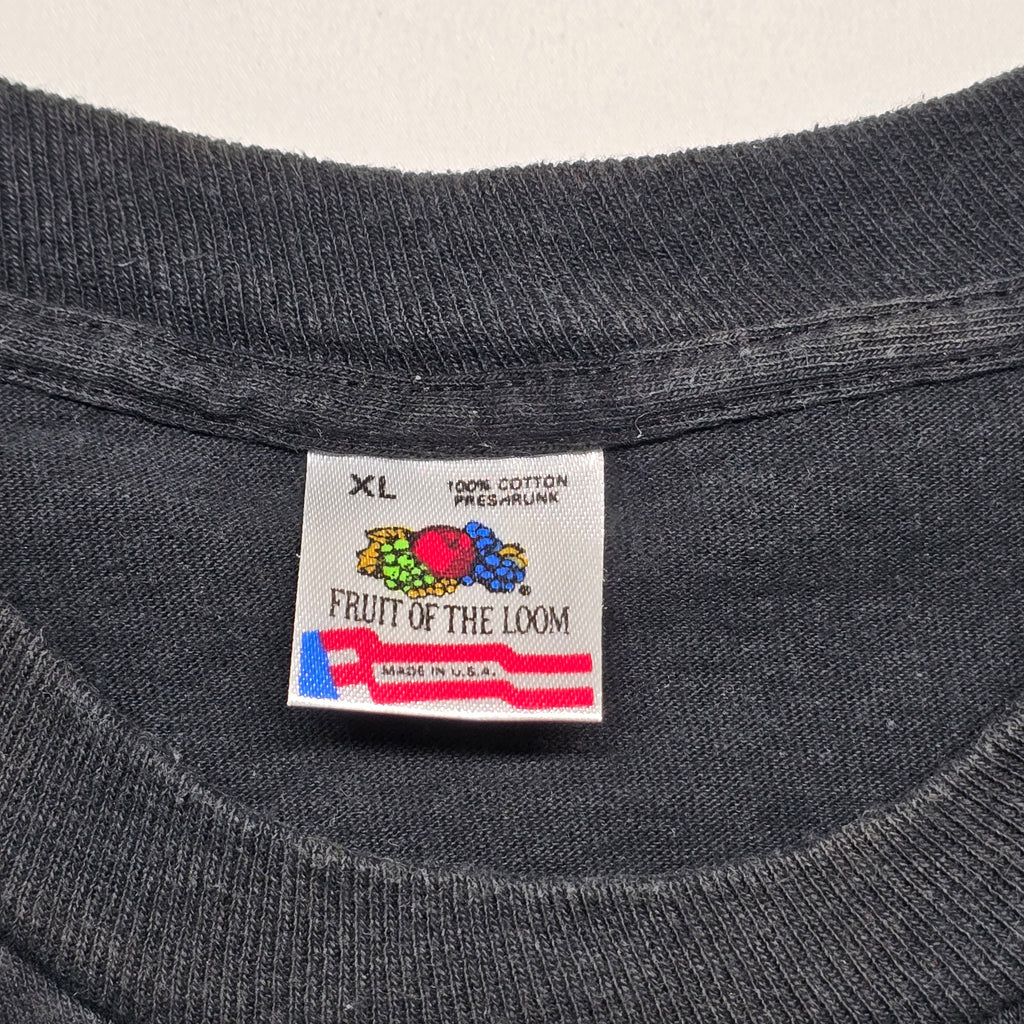 XL
100% COTTON
PRESHRUNK
®
FRUIT OF THE LOOM
MADE IN U.S.A.